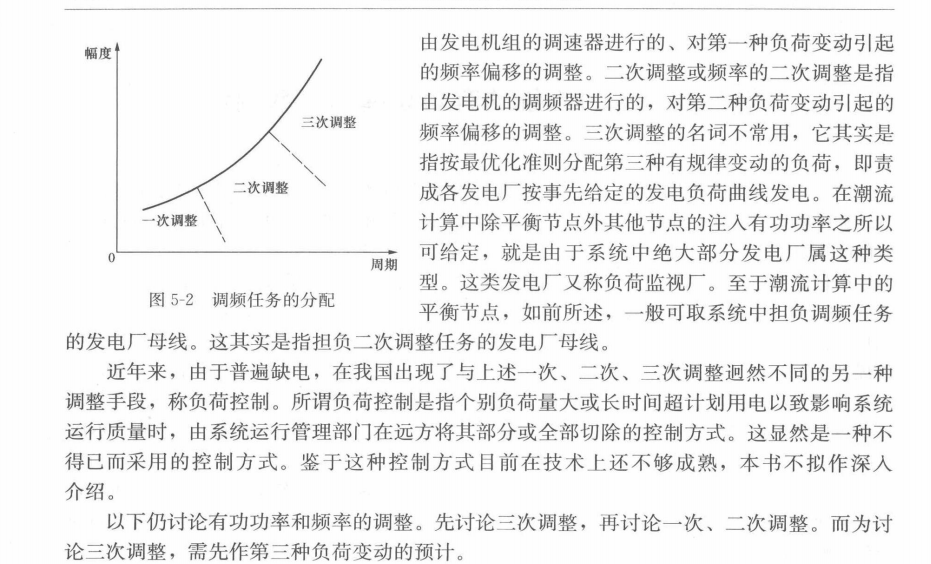 幅度
三次调整
二次调整
一次调整
0
周期
图 5-2 调频任务的分配
由发电机组的调速器进行的、对第一种负荷变动引起
的频率偏移的调整。二次调整或频率的二次调整是指
由发电机的调频器进行的，对第二种负荷变动引起的
频率偏移的调整。三次调整的名词不常用，它其实是
指按最优化准则分配第三种有规律变动的负荷，即责
成各发电厂按事先给定的发电负荷曲线发电。在潮流
计算中除平衡节点外其他节点的注入有功功率之所以
可给定，就是由于系统中绝大部分发电厂属这种类
型。这类发电厂又称负荷监视厂。至于潮流计算中的
平衡节点，如前所述，一般可取系统中担负调频任务
的发电厂母线。这其实是指担负二次调整任务的发电厂母线。
近年来，由于普遍缺电，在我国出现了与上述一次、二次、三次调整迥然不同的另一种
调整手段，称负荷控制。所谓负荷控制是指个别负荷量大或长时间超计划用电以致影响系统
运行质量时，由系统运行管理部门在远方将其部分或全部切除的控制方式。这显然是一种不
得已而采用的控制方式。鉴于这种控制方式目前在技术上还不够成熟，本书不拟作深入
介绍。
以下仍讨论有功功率和频率的调整。先讨论三次调整，再讨论一次、二次调整。而为讨
论三次调整，需先作第三种负荷变动的预计。